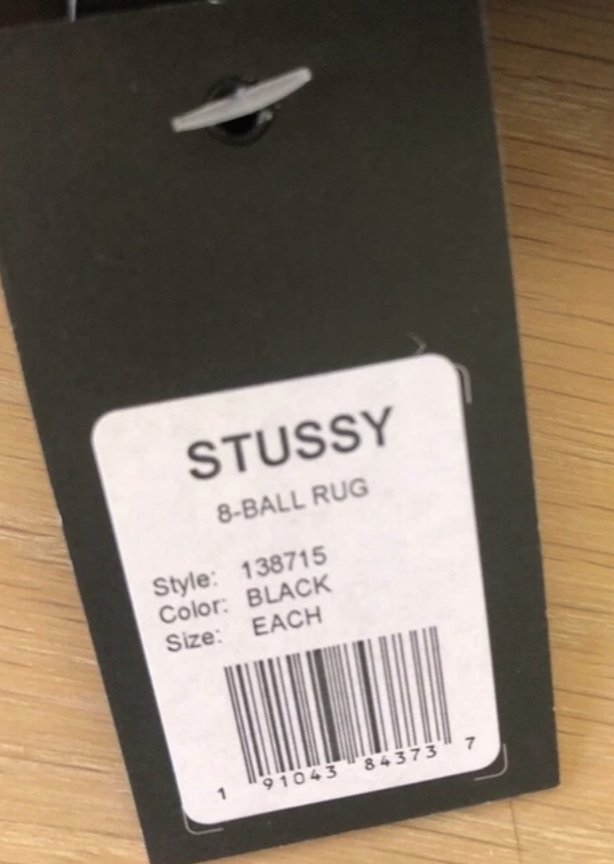 STUSSY
8-BALL RUG
Style: 138715
Color: BLACK
Size: EACH
1 91043 84373 7